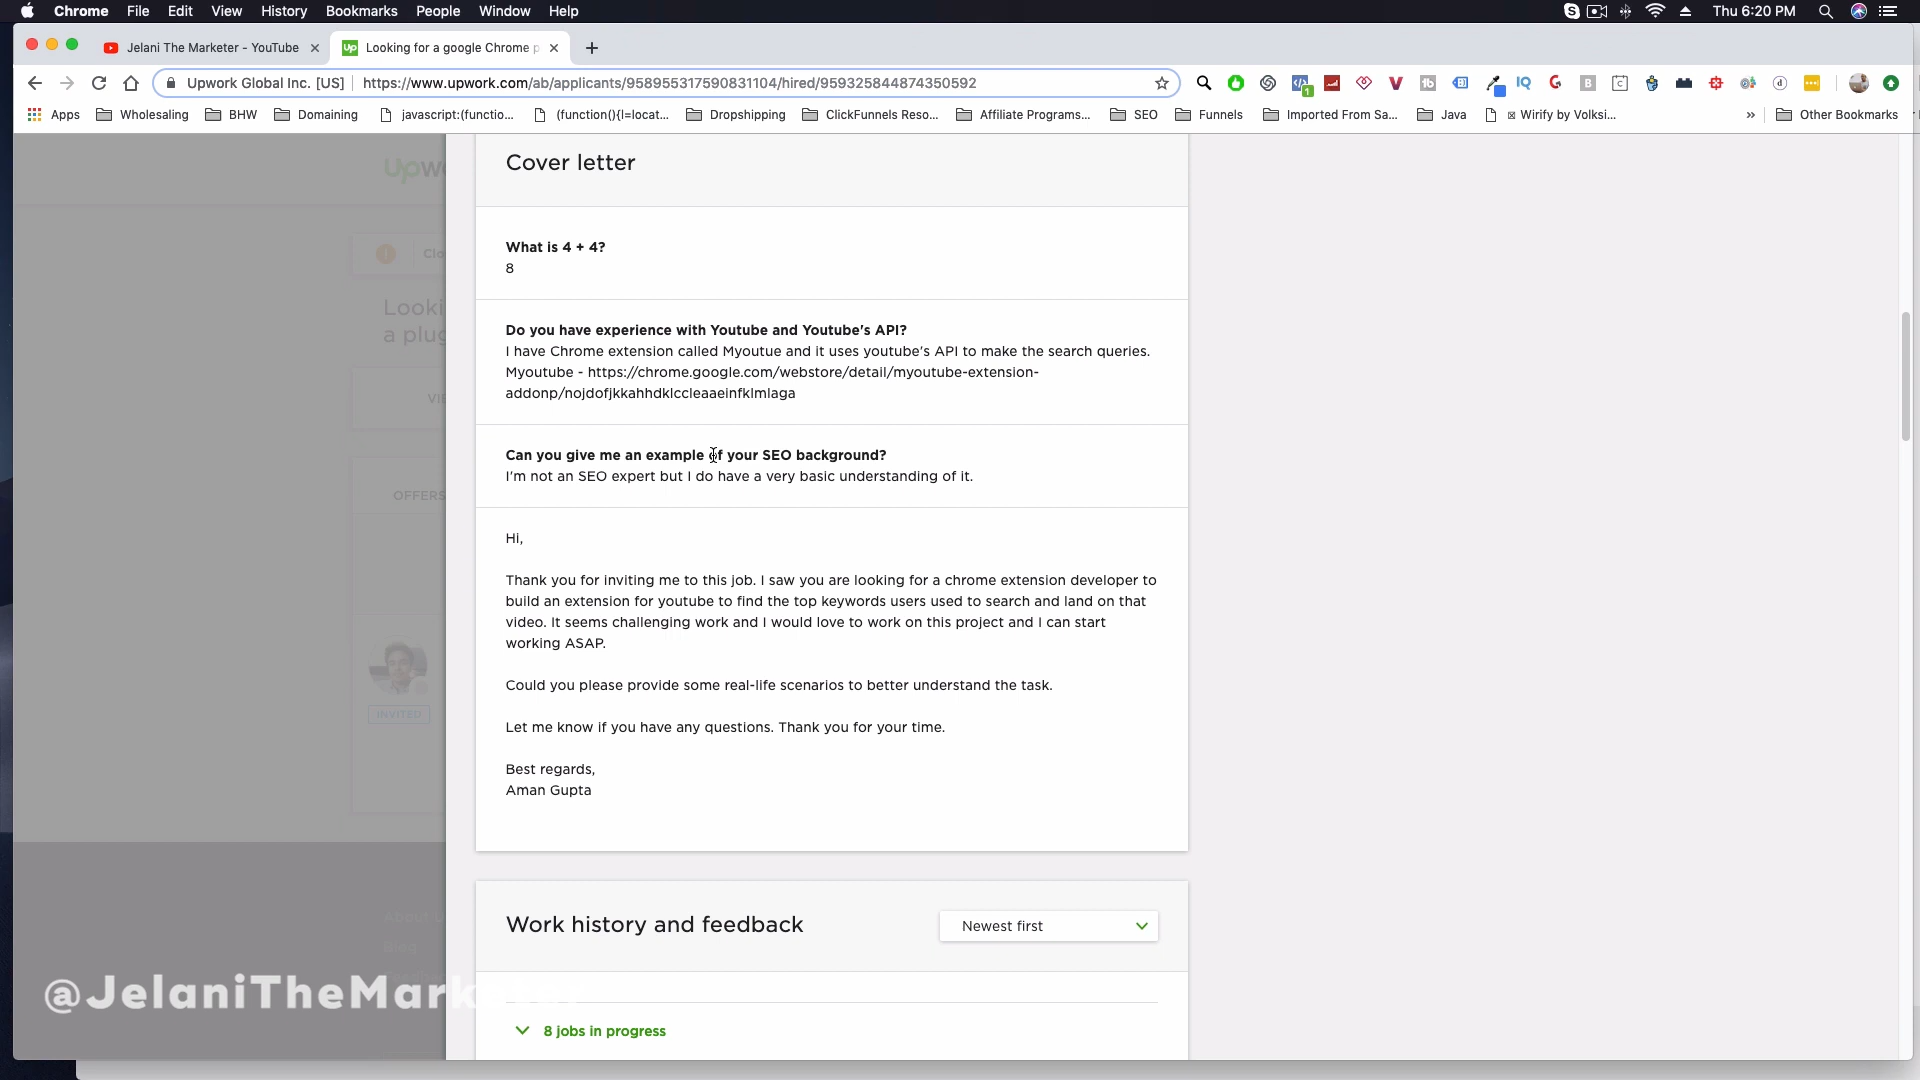 Chrome File Edit View History Bookmarks People Window Help Thu 6:20 PM
Jelani The Marketer - YouTube Looking for a google Chrome p
Upwork Global Inc. [US] https://www.upwork.com/ab/applicants/958955317590831104/hired/959325844874350592
Apps Wholesaling BHW Domaining javascript:(functio... (function(){l=locat... Dropshipping ClickFunnels Reso... Affiliate Programs... SEO Funnels Imported From Sa... Java Wirify by Volksi... » Other Bookmarks
Upwo
Cover letter
What is 4 + 4?
8
Clo
Looki
a plug
Do you have experience with Youtube and Youtube's API?
I have Chrome extension called Myoutue and it uses youtube's API to make the search queries.
Myoutube - https://chrome.google.com/webstore/detail/myoutube-extension-
addonp/nojdofjkkahhdklccleaaeinfklmlaga
VIE
Can you give me an example of your SEO background?
I'm not an SEO expert but I do have a very basic understanding of it.
OFFERS
Hi,
Thank you for inviting me to this job. I saw you are looking for a chrome extension developer to
build an extension for youtube to find the top keywords users used to search and land on that
video. It seems challenging work and I would love to work on this project and I can start
working ASAP.
Could you please provide some real-life scenarios to better understand the task.
INVITED
Let me know if you have any questions. Thank you for your time.
Best regards,
Aman Gupta
Work history and feedback
Newest first
About U
Blog
@JelaniTheMarketer
8 jobs in progress